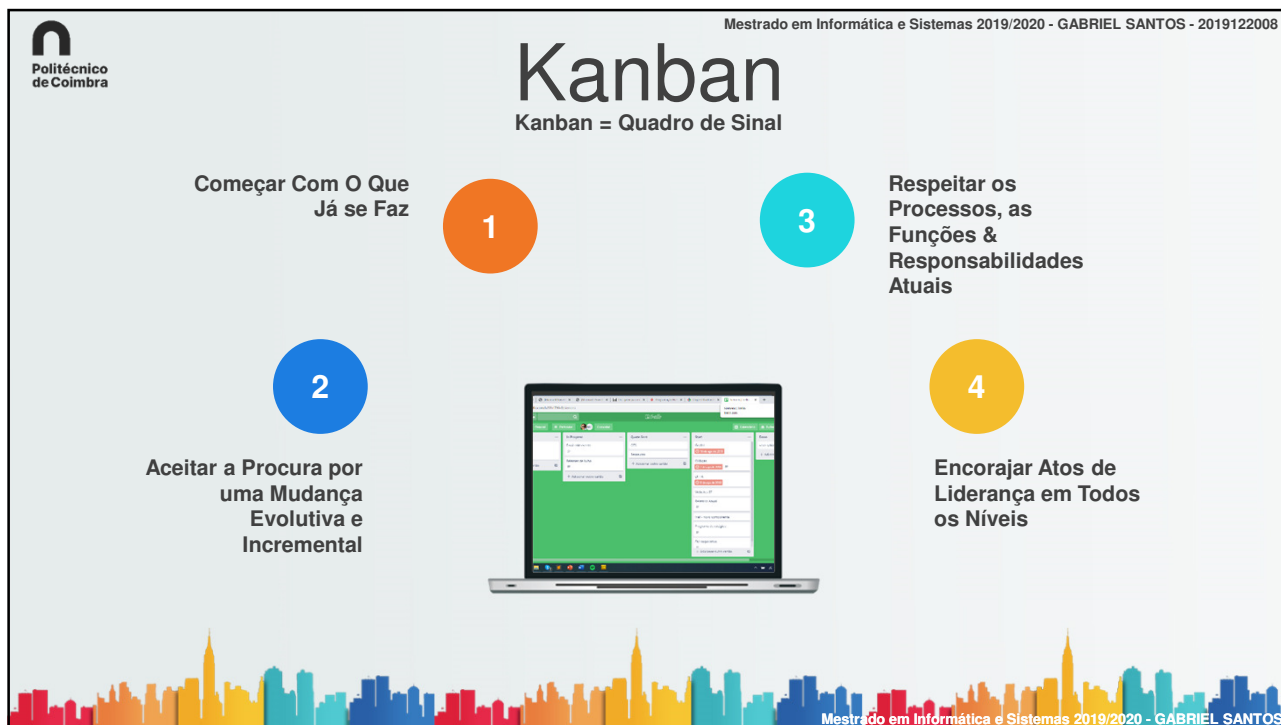 Mestrado em Informática e Sistemas 2019/2020 - GABRIEL SANTOS - 2019122008
Politécnico
de Coimbra
Kanban
Kanban = Quadro de Sinal
Começar Com O Que
Já se Faz
1
2
Aceitar a Procura por
uma Mudança
Evolutiva e
Incremental
3
Respeitar os
Processos, as
Funções &
Responsabilidades
Atuais
4
Encorajar Atos de
Liderança em Todos
os Níveis
Mestrado em Informática e Sistemas 2019/2020 - GABRIEL SANTOS